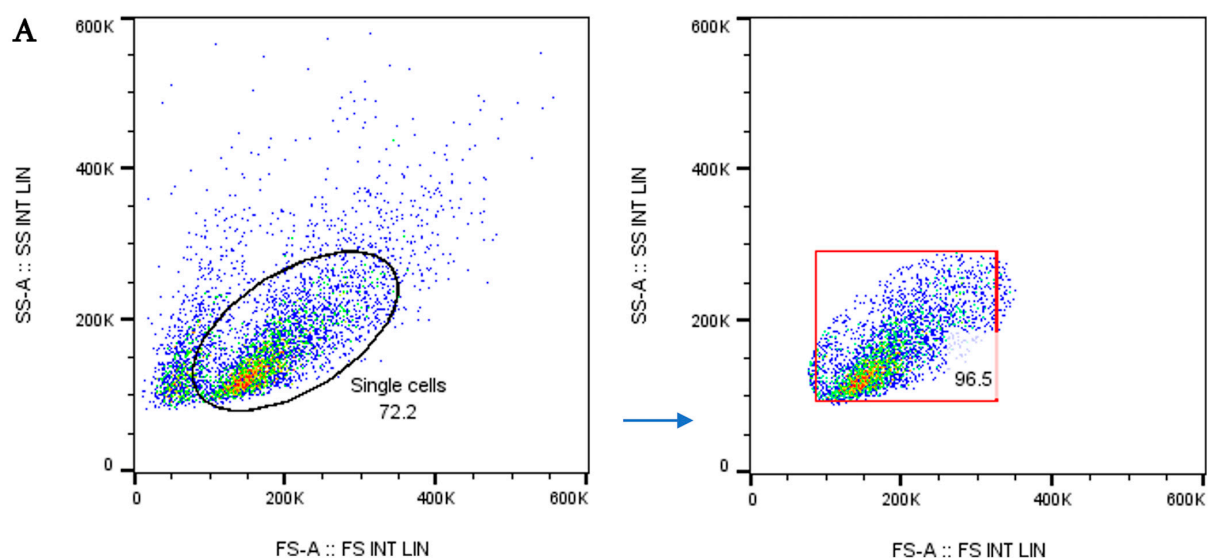 A
600K
400K
200K
0
SS-A :: SS INT LIN
Single cells
72.2
0
200K
400K
600K
FS-A :: FS INT LIN
600K
400K
200K
0
SS-A :: SS INT LIN
96.5
0
200K
400K
600K
FS-A :: FS INT LIN